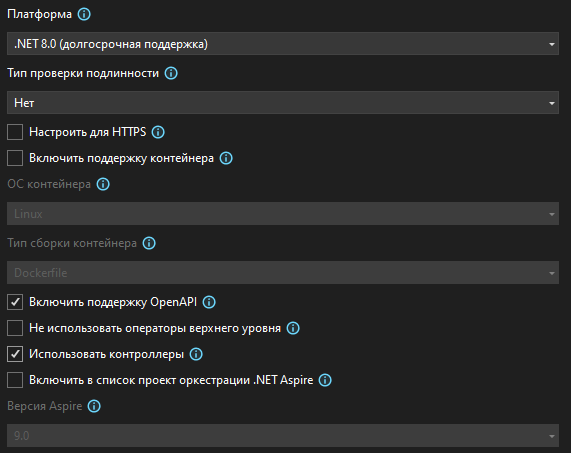 Платформа
.NET 8.0 (долгосрочная поддержка)
Тип проверки подлинности
Нет
Настроить для HTTPS
Включить поддержку контейнера
ОС контейнера
Linux
Тип сборки контейнера
Dockerfile
Включить поддержку OpenAPI
Не использовать операторы верхнего уровня
Использовать контроллеры
Включить в список проект оркестрации .NET Aspire
Версия Aspire
9.0